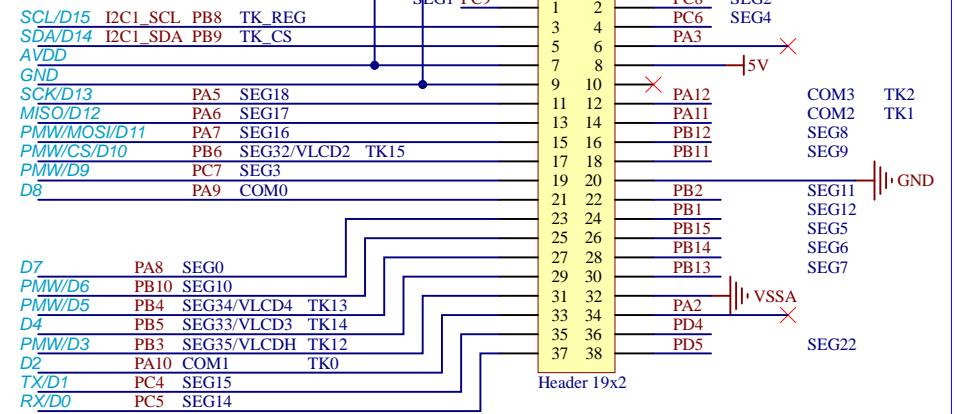 SEG1 PC9 1 2 PC8 SEG2
SCL/D15 I2C1_SCL PB8 TK_REG 3 4 PC6 SEG4
SDA/D14 I2C1_SDA PB9 TK_CS 5 6 PA3
AVDD 7 8 5V
GND 9 10
SCK/D13 PA5 SEG18 11 12 PA12 COM3 TK2
MISO/D12 PA6 SEG17 13 14 PA11 COM2 TK1
PMW/MOSI/D11 PA7 SEG16 15 16 PB12 SEG8
PMW/CS/D10 PB6 SEG32/VLCD2 TK15 17 18 PB11 SEG9
PMW/D9 PC7 SEG3 19 20 GND
D8 PA9 COM0 21 22 PB2 SEG11
23 24 PB1 SEG12
25 26 PB15 SEG5
27 28 PB14 SEG6
D7 PA8 SEG0 29 30 PB13 SEG7
PMW/D6 PB10 SEG10 31 32 VSSA
PMW/D5 PB4 SEG34/VLCD4 TK13 33 34 PA2
D4 PB5 SEG33/VLCD3 TK14 35 36 PD4
PMW/D3 PB3 SEG35/VLCDH TK12 37 38 PD5 SEG22
D2 PA10 COM1 TK0
TX/D1 PC4 SEG15 Header 19x2
RX/D0 PC5 SEG14